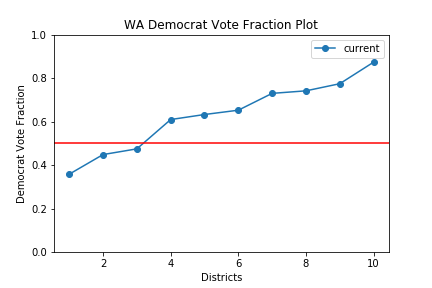 WA Democrat Vote Fraction Plot
current
1.0
0.8
0.6
0.4
0.2
0.0
Democrat Vote Fraction
2 4 6 8 10
Districts